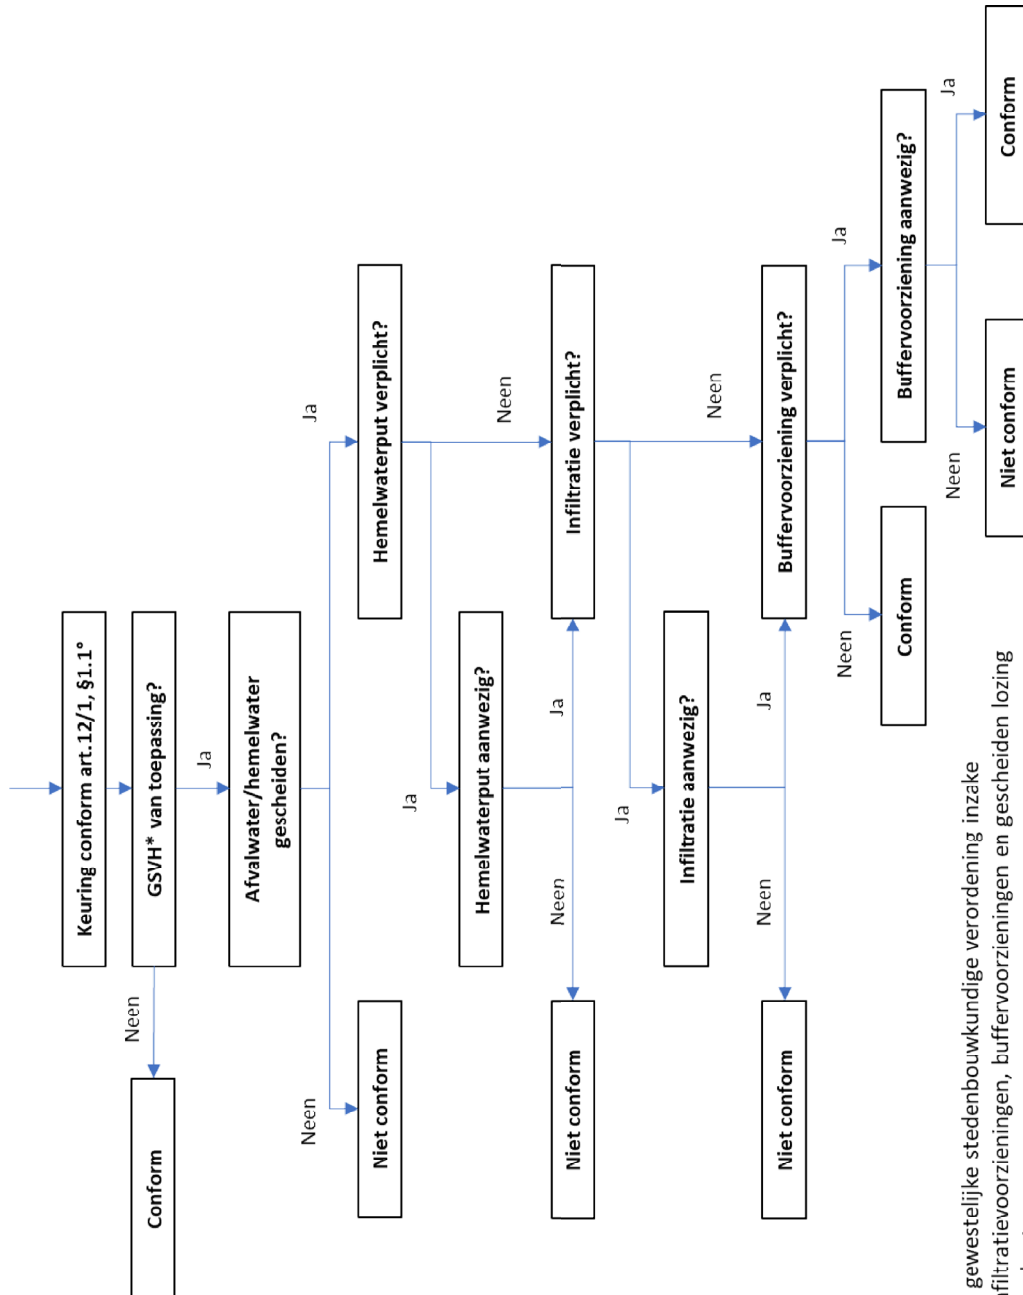 Keuring conform art.12/1, §1.1°
Neen
Conform
GSVH* van toepassing?
Ja
Afvalwater/hemelwater
gescheiden?
Neen
Ja
Niet conform
Hemelwaterput verplicht?
Ja
Hemelwaterput aanwezig?
Neen
Neen
Ja
Niet conform
Infiltratie verplicht?
Ja
Infiltratie aanwezig?
Neen
Neen
Ja
Niet conform
Buffervoorziening verplicht?
Neen
Ja
Conform
Buffervoorziening aanwezig?
Neen
Ja
Niet conform
Conform
gewestelijke stedenbouwkundige verordening inzake
nfiltratievoorzieningen, buffervoorzieningen en gescheiden lozing